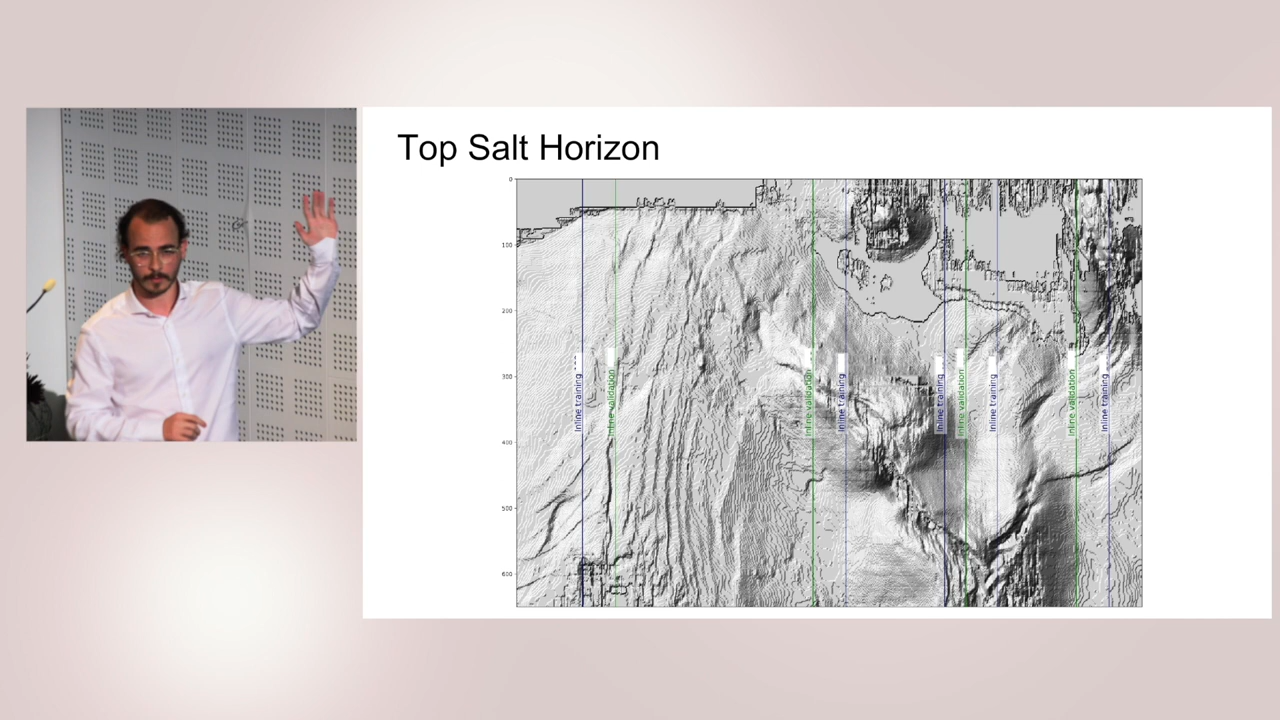 Top Salt Horizon
0
100
200
300
400
500
600
Inline training
Inline validation
Inline validation
Inline training
Inline training
Inline validation
Inline training
Inline validation
Inline training